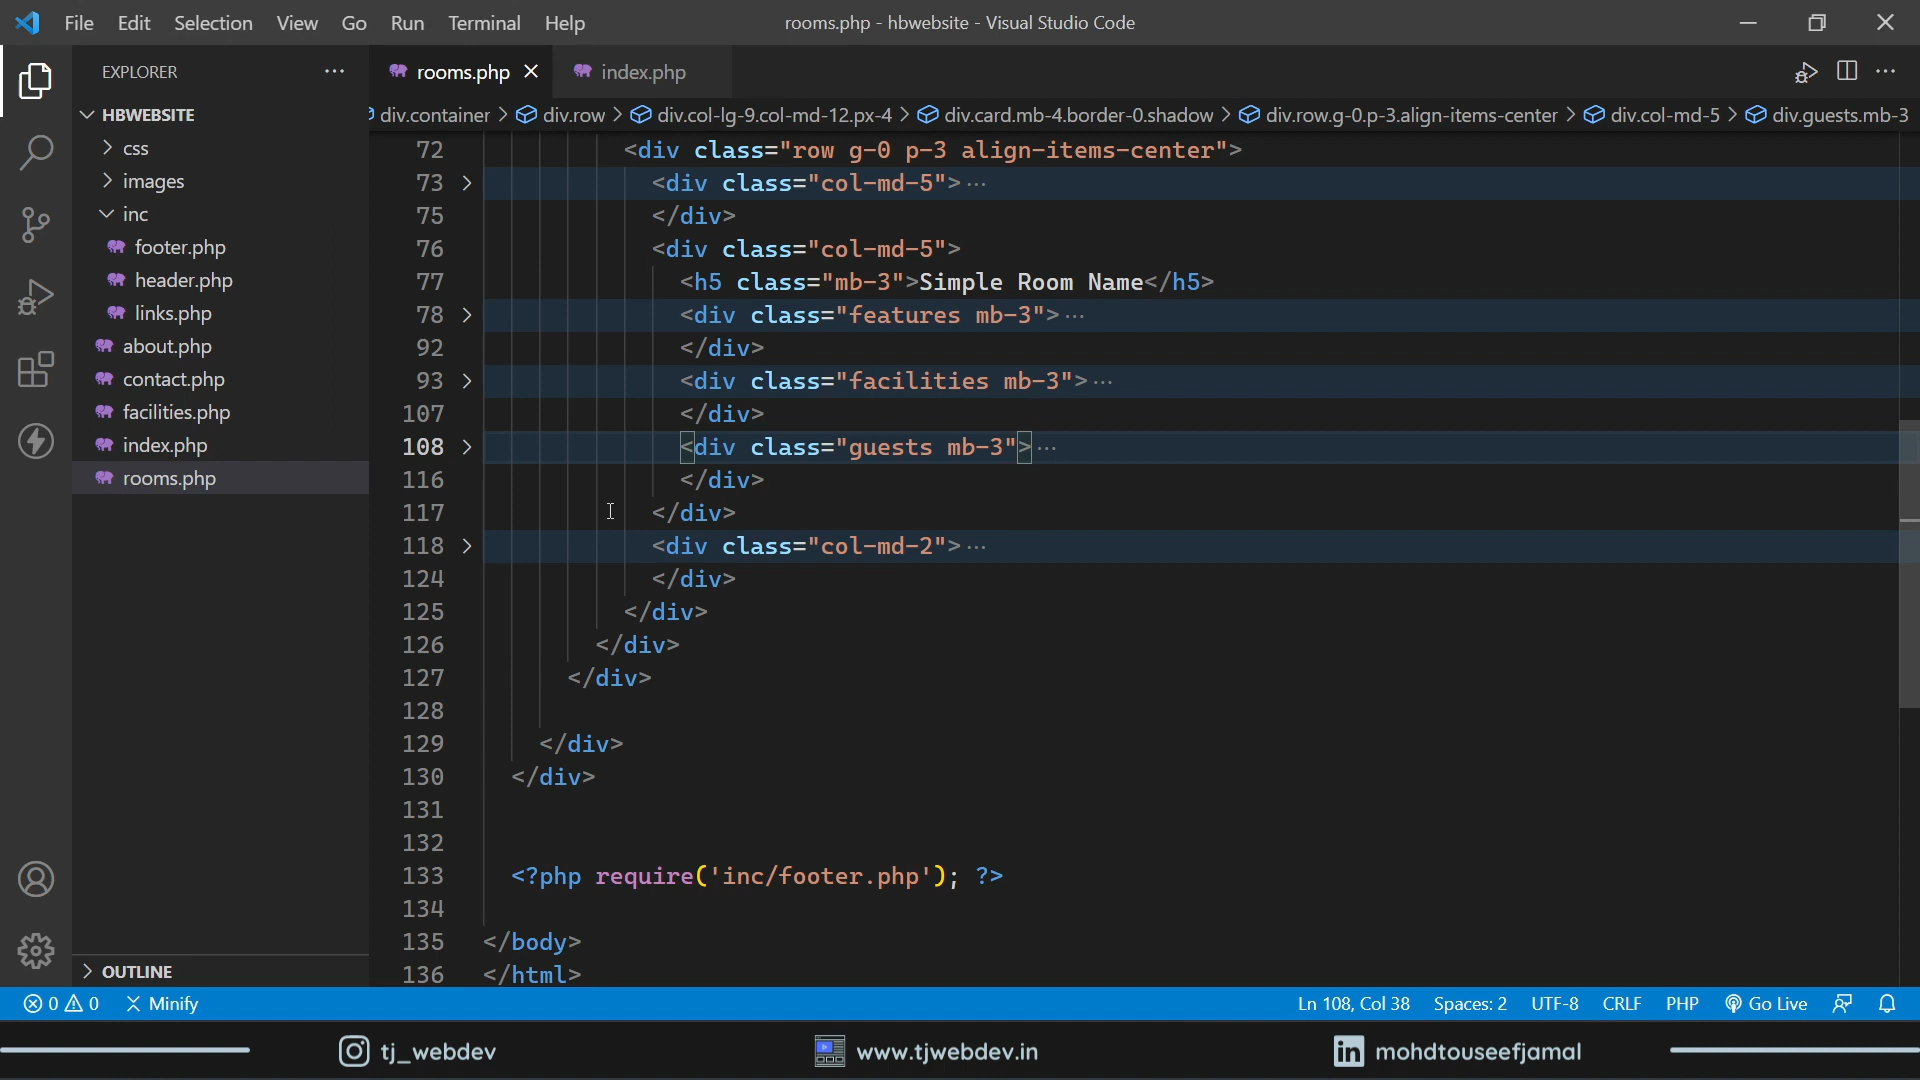 File Edit Selection View Go Run Terminal Help rooms.php - hbwebsite - Visual Studio Code
EXPLORER ··· rooms.php index.php ···
HBWEBSITE
css
images
inc
footer.php
header.php
links.php
about.php
contact.php
facilities.php
index.php
rooms.php
OUTLINE
div.container > div.row > div.col-lg-9.col-md-12.px-4 > div.card.mb-4.border-0.shadow > div.row.g-0.p-3.align-items-center > div.col-md-5 > div.guests.mb-3
72 <div class="row g-0 p-3 align-items-center">
73 <div class="col-md-5">···
75 </div>
76 <div class="col-md-5">
77 <h5 class="mb-3">Simple Room Name</h5>
78 <div class="features mb-3">···
92 </div>
93 <div class="facilities mb-3">···
107 </div>
108 <div class="guests mb-3">···
116 </div>
117 </div>
118 <div class="col-md-2">···
124 </div>
125 </div>
126 </div>
127 </div>
128
129 </div>
130 </div>
131
132
133 <?php require('inc/footer.php'); ?>
134
135 </body>
136 </html>
0 0 Minify Ln 108, Col 38 Spaces: 2 UTF-8 CRLF PHP Go Live
tj_webdev www.tjwebdev.in in mohdtouseefjamal